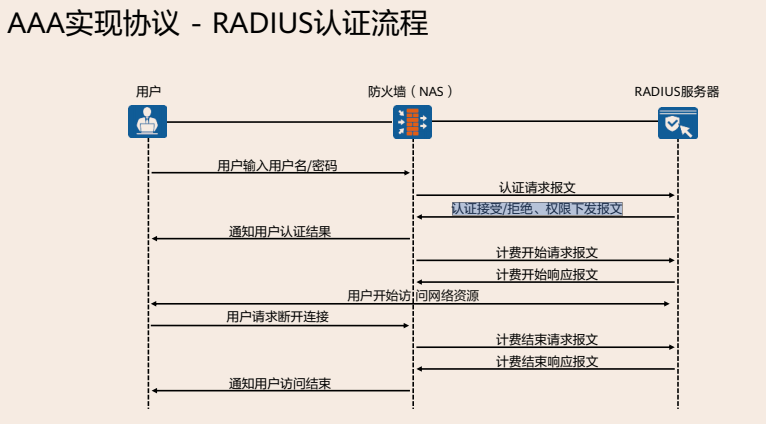 AAA实现协议 - RADIUS认证流程
用户
防火墙（NAS）
RADIUS服务器
用户输入用户名/密码
认证请求报文
认证接受/拒绝、权限下发报文
通知用户认证结果
计费开始请求报文
计费开始响应报文
用户开始访问网络资源
用户请求断开连接
计费结束请求报文
计费结束响应报文
通知用户访问结束